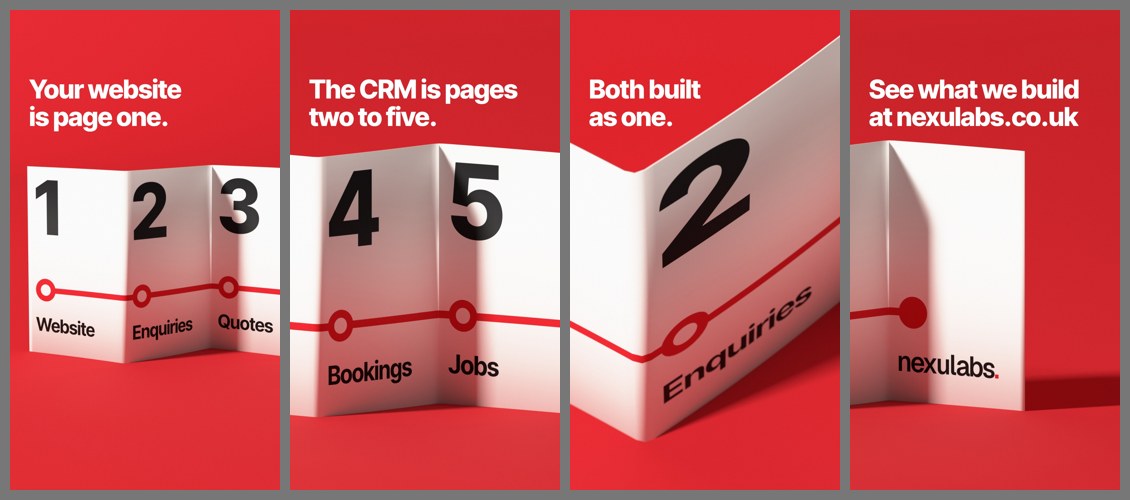 Your website
is page one.
1
2
3
Website
Enquiries
Quotes
The CRM is pages
two to five.
4
5
Bookings
Jobs
Both built
as one.
2
Enquiries
See what we build
at nexulabs.co.uk
nexulabs.